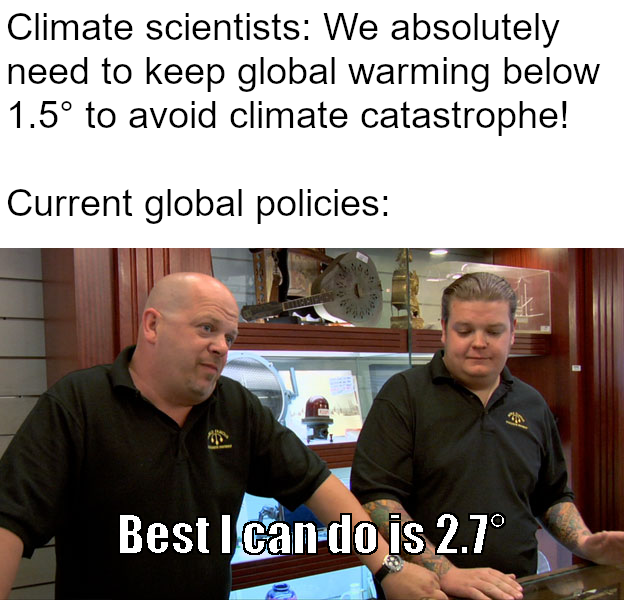 Climate scientists: We absolutely
need to keep global warming below
1.5° to avoid climate catastrophe!
Current global policies:
Best I can do is 2.7°